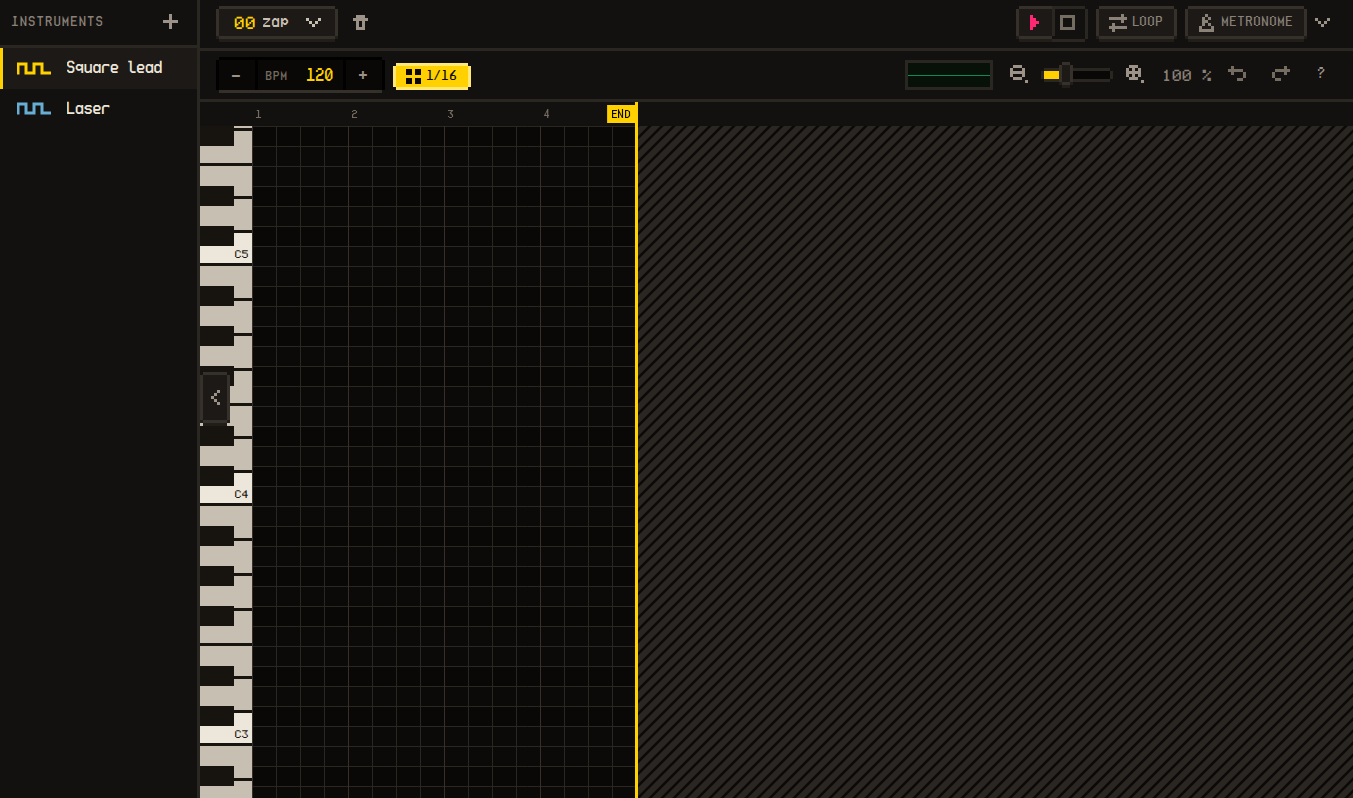 INSTRUMENTS
00 zap
LOOP
METRONOME
Square lead
Laser
- BPM 120 +
1/16
100 %
?
1 2 3 4 END
C5
C4
C3